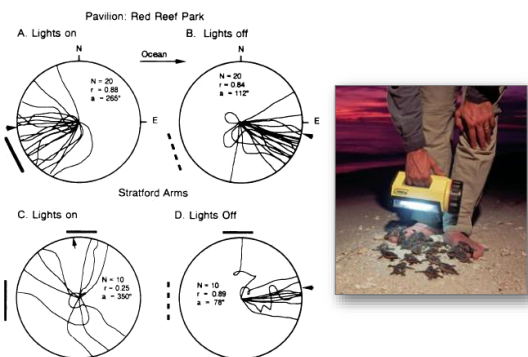 Pavilion: Red Reef Park
A. Lights on
B. Lights off
N
Ocean
N
N = 20
r = 0.88
a = 265°
N = 20
r = 0.84
a = 112°
E
E
Stratford Arms
C. Lights on
D. Lights Off
N = 10
r = 0.25
a = 350°
N = 10
r = 0.89
a = 78°